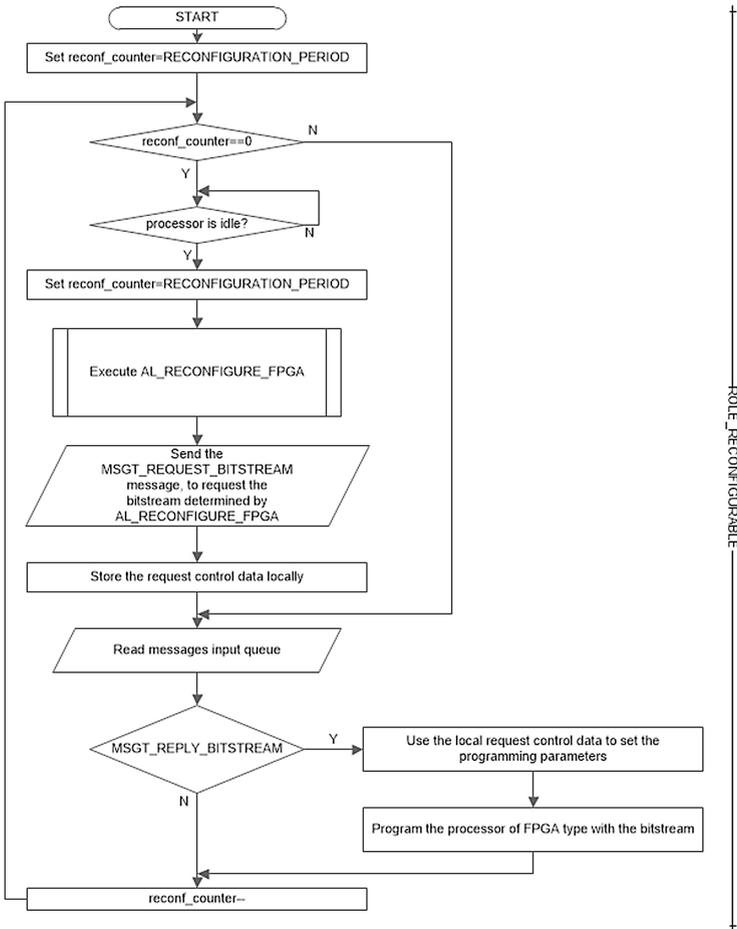 START
Set reconf_counter=RECONFIGURATION_PERIOD
reconf_counter==0
N
Y
processor is idle?
N
Y
Set reconf_counter=RECONFIGURATION_PERIOD
Execute AL_RECONFIGURE_FPGA
Send the
MSGT_REQUEST_BITSTREAM
message, to request the
bitstream determined by
AL_RECONFIGURE_FPGA
Store the request control data locally
Read messages input queue
MSGT_REPLY_BITSTREAM
Y
N
Use the local request control data to set the
programming parameters
Program the processor of FPGA type with the bitstream
reconf_counter--
ROLE_RECONFIGURABLE